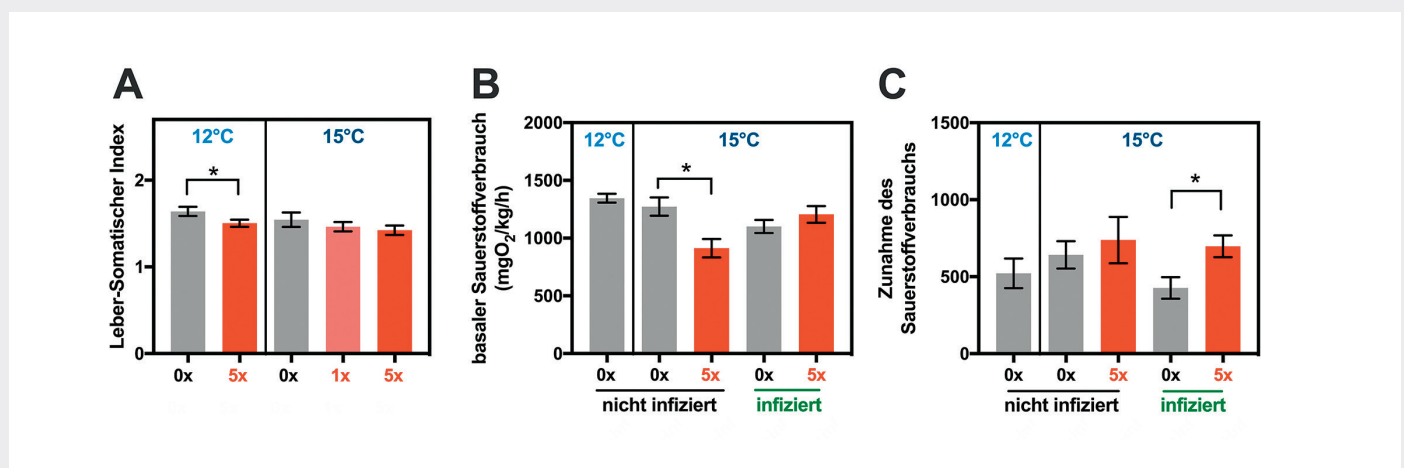 A
Leber-Somatischer Index
2
1
0
12°C
15°C
*
0x
5x
0x
1x
5x
B
basaler Sauerstoffverbrauch
(mgO₂/kg/h)
2000
1500
1000
500
0
12°C
15°C
*
0x
0x
5x
0x
5x
nicht infiziert
infiziert
C
Zunahme des
Sauerstoffverbrauchs
1500
1000
500
0
12°C
15°C
*
0x
0x
5x
0x
5x
nicht infiziert
infiziert